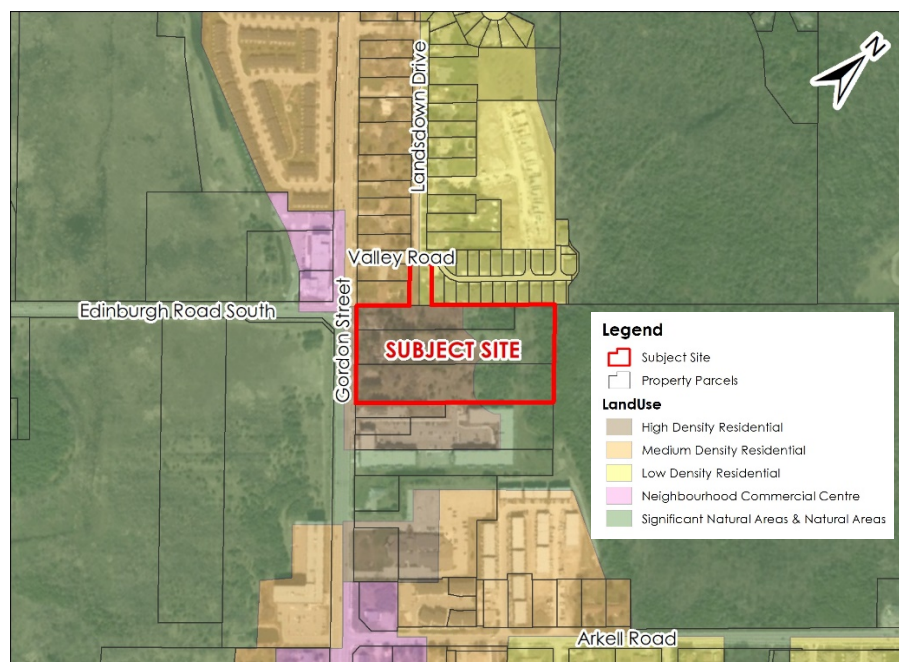 N
Landsdown Drive
Valley Road
Edinburgh Road South
Gordon Street
SUBJECT SITE
Legend
Subject Site
Property Parcels
LandUse
High Density Residential
Medium Density Residential
Low Density Residential
Neighbourhood Commercial Centre
Significant Natural Areas & Natural Areas
Arkell Road